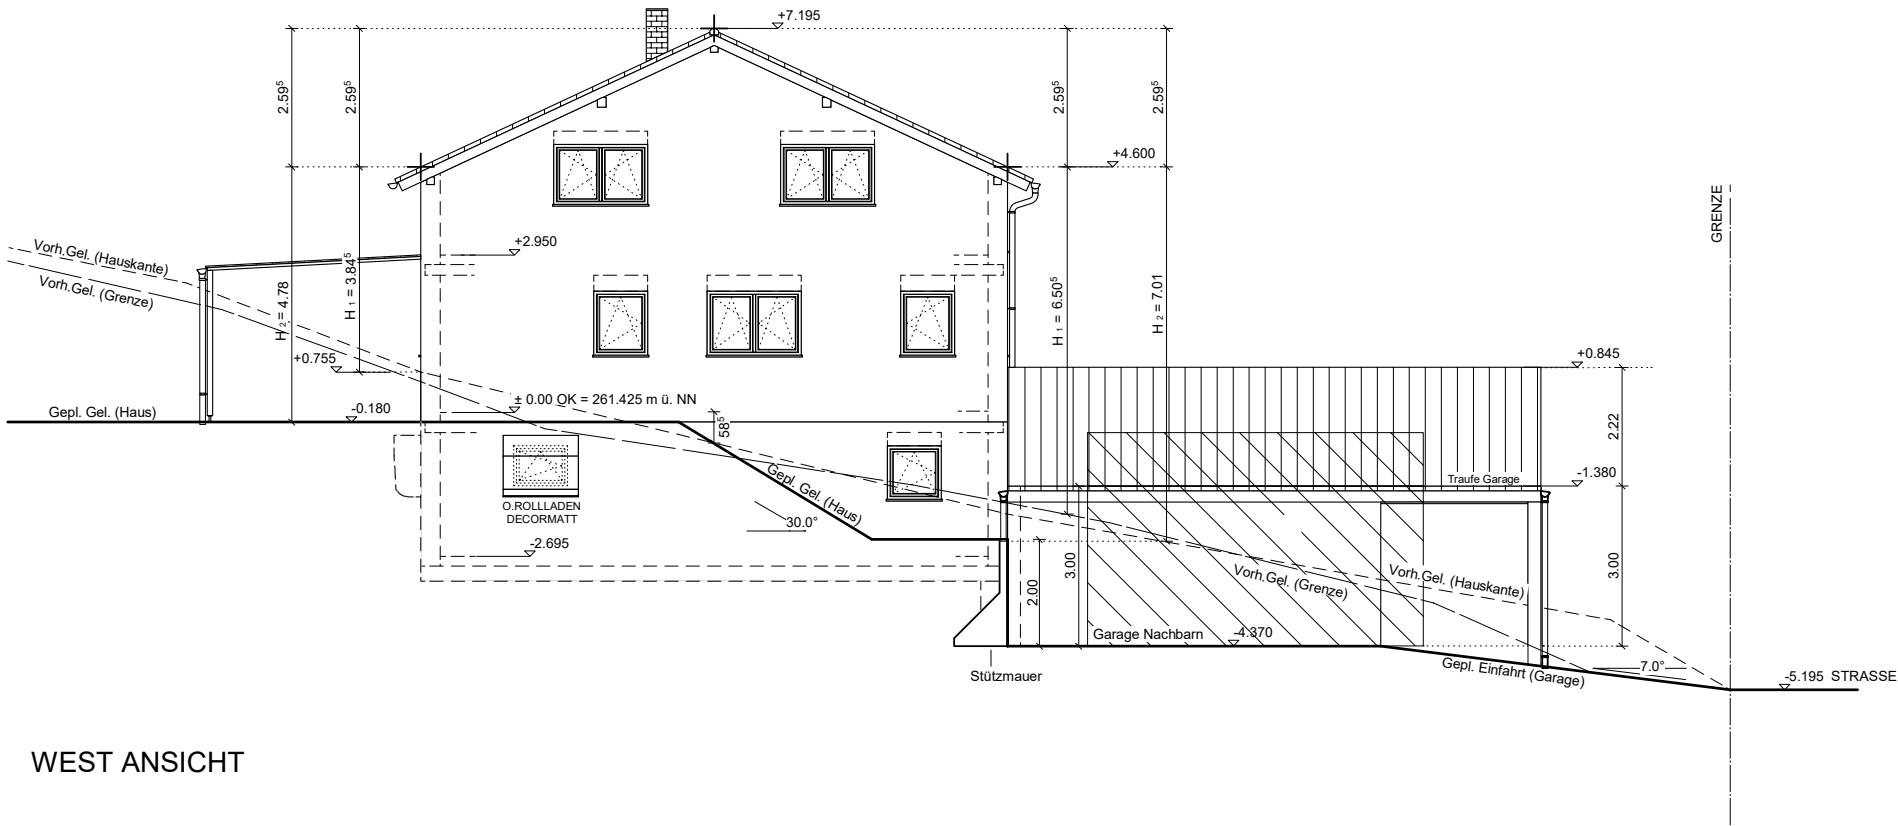 +7.195
2.59⁵
2.59⁵
2.59⁵
2.59⁵
+4.600
GRENZE
Vorh.Gel. (Hauskante)
Vorh.Gel. (Grenze)
+2.950
H ₂ = 4.78
H ₁ = 3.84⁵
H ₁ = 6.50⁵
H ₂ = 7.01
+0.755
+0.845
± 0.00 OK = 261.425 m ü. NN
Gepl. Gel. (Haus)
-0.180
58⁵
2.22
Gepl. Gel. (Haus)
-1.380
Traufe Garage
O.ROLLLADEN
DECORMATT
30.0°
-2.695
2.00
3.00
3.00
Vorh.Gel. (Grenze)
Vorh.Gel. (Hauskante)
Garage Nachbarn
-4.370
Gepl. Einfahrt (Garage)
7.0°
Stützmauer
-5.195 STRASSE
WEST ANSICHT